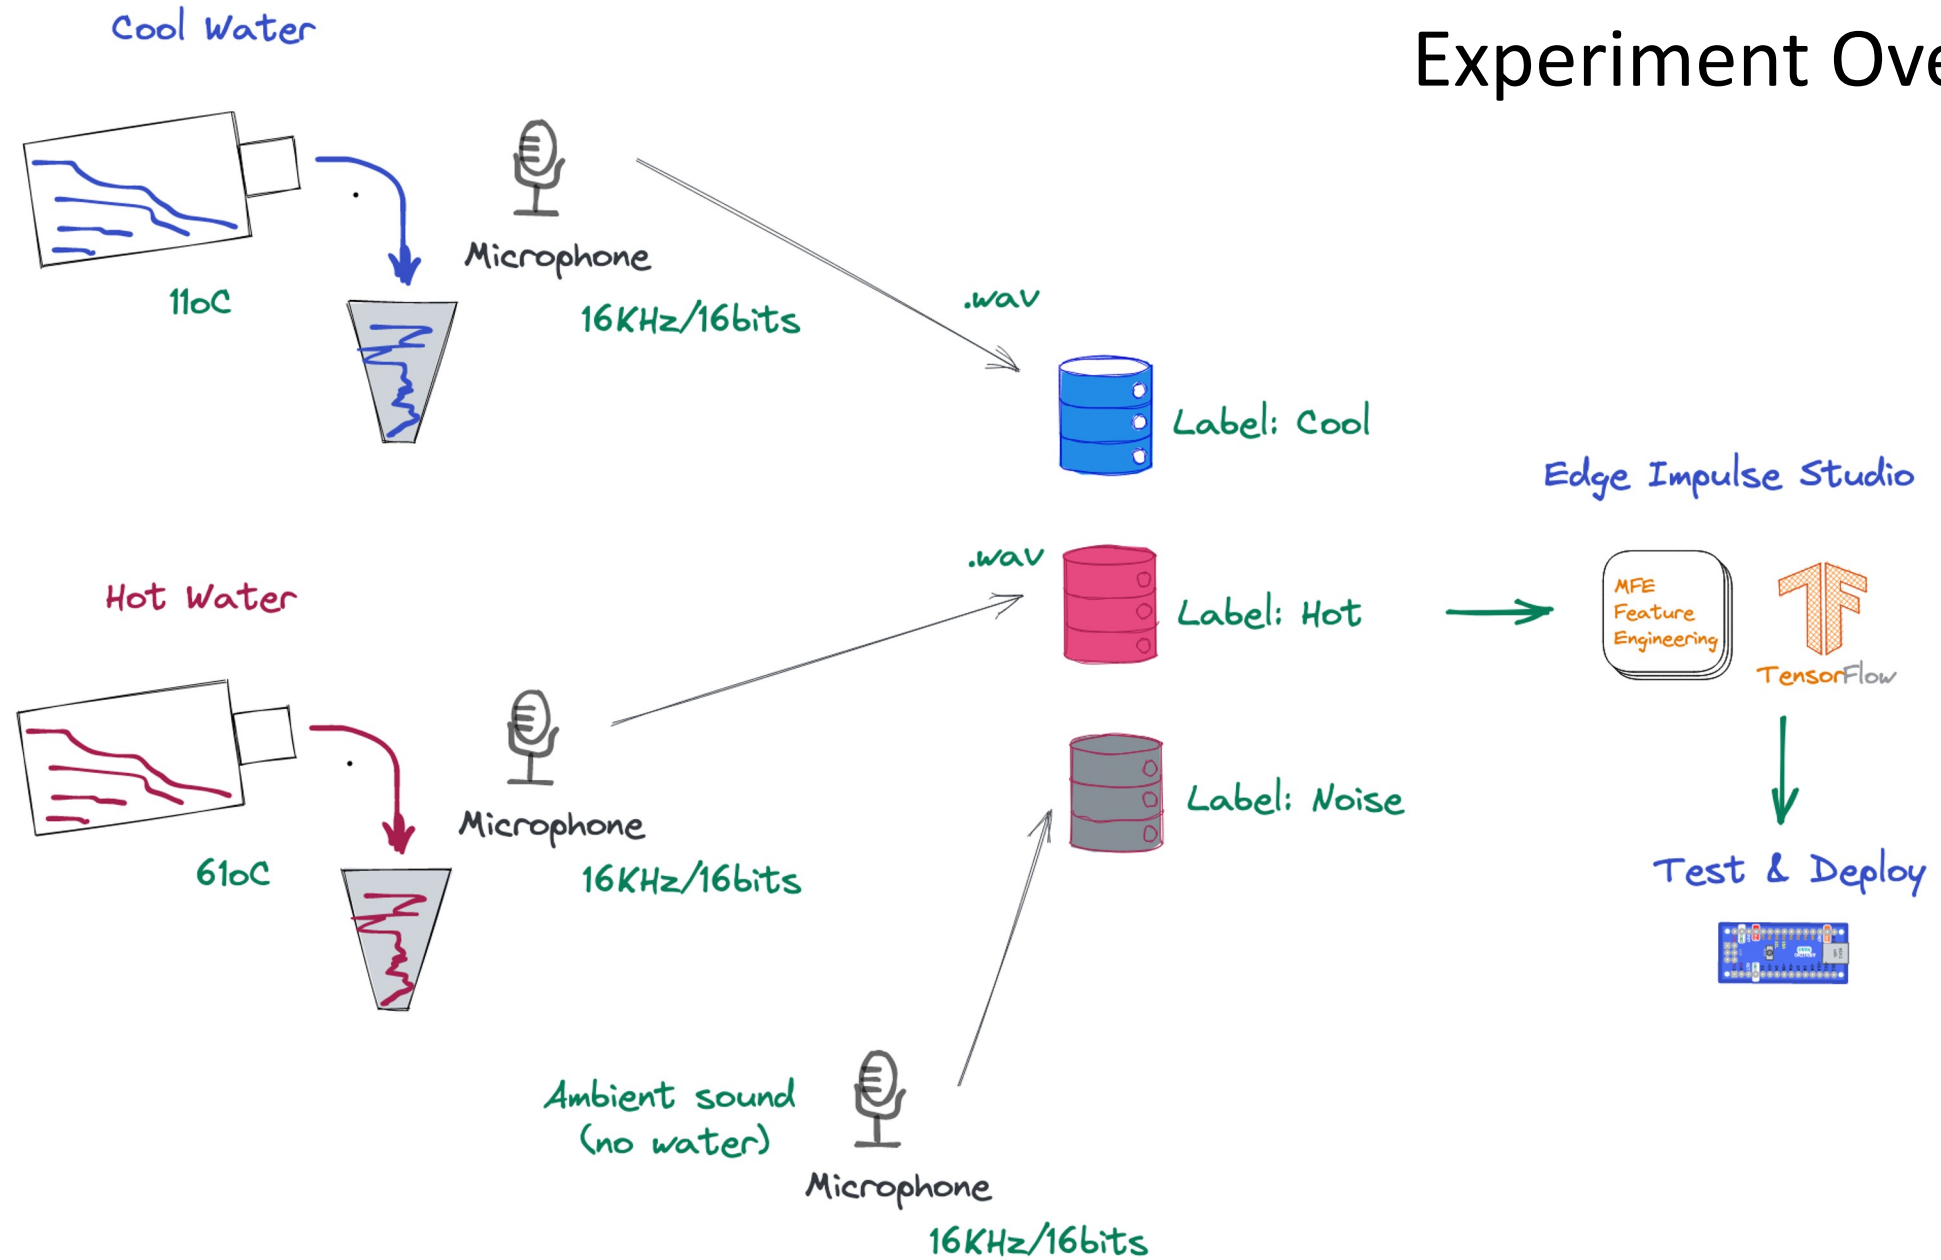 Cool Water
Experiment Ove
Microphone
11oC
16KHz/16bits
.wav
Label: Cool
Edge Impulse Studio
.wav
Hot Water
Label: Hot
MFE
Feature
Engineering
TensorFlow
Label: Noise
Microphone
61oC
16KHz/16bits
Test & Deploy
Ambient sound
(no water)
Microphone
16KHz/16bits